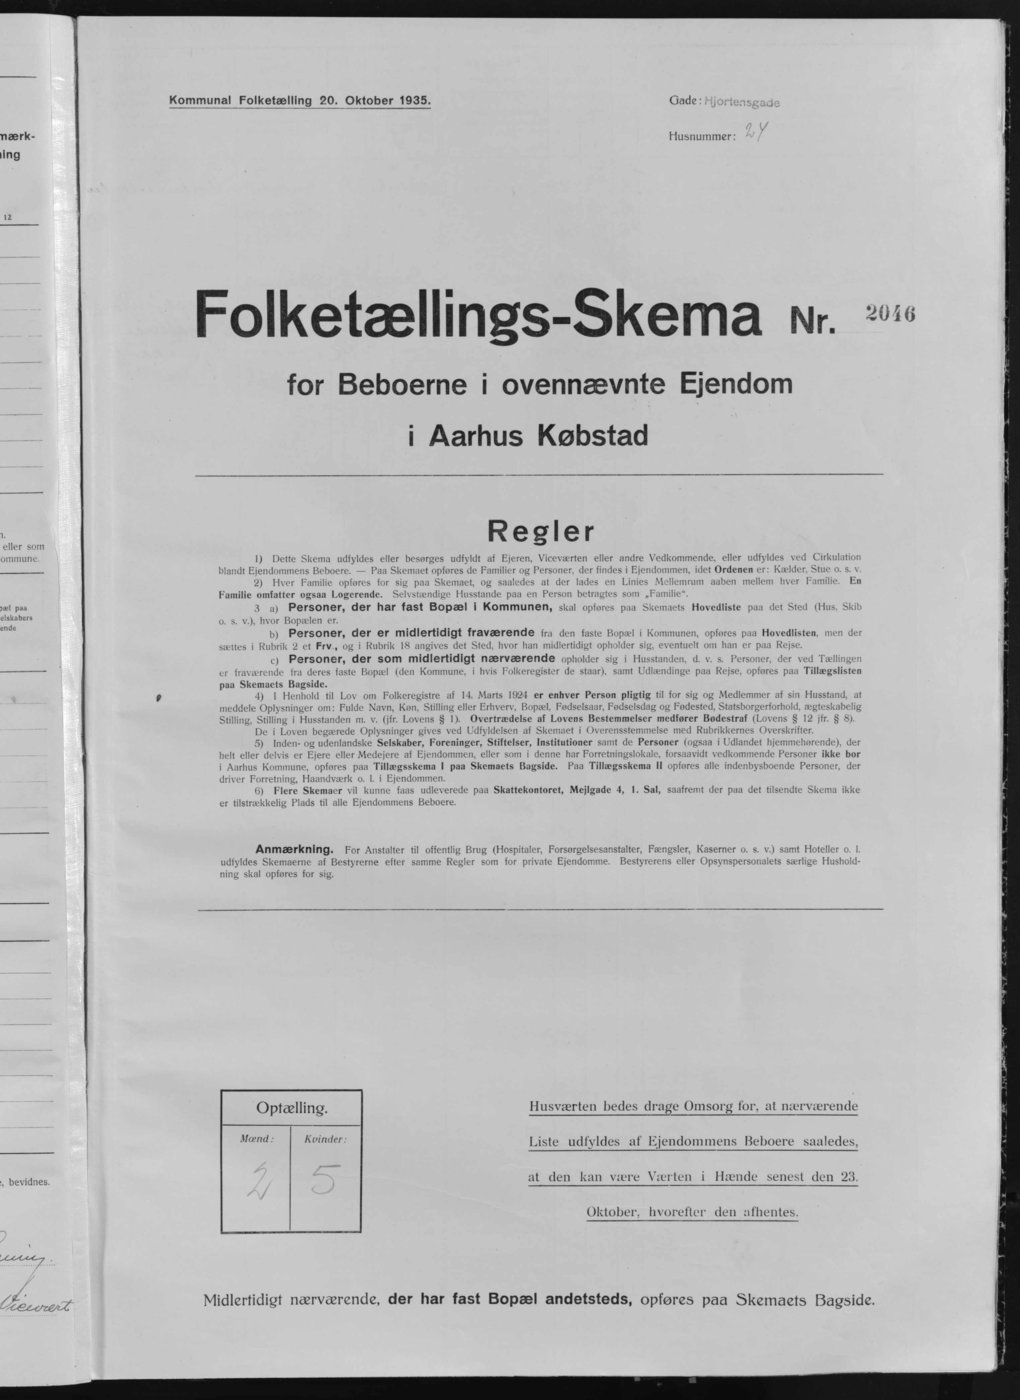 mærk-
ing
12
n.
eller som
ommune
pæl paa
elskabers
ende
, bevidnes.
Kommunal Folketælling 20. Oktober 1935.
Gade: Hjortensgade
Husnummer: 24
Folketællings-Skema Nr. 2046
for Beboerne i ovennævnte Ejendom
i Aarhus Købstad
Regler
1) Dette Skema udfyldes eller besørges udfyldt af Ejeren, Viceværten eller andre Vedkommende, eller udfyldes ved Cirkulation
blandt Ejendommens Beboere. — Paa Skemaet opføres de Familier og Personer, der findes i Ejendommen, idet Ordenen er: Kælder, Stue o. s. v.
2) Hver Familie opføres for sig paa Skemaet, og saaledes at der lades en Linies Mellemrum aaben mellem hver Familie. En
Familie omfatter ogsaa Logerende. Selvstændige Husstande paa en Person betragtes som „Familie“.
3 a) Personer, der har fast Bopæl i Kommunen, skal opføres paa Skemaets Hovedliste paa det Sted (Hus, Skib
o. s. v.), hvor Bopælen er.
b) Personer, der er midlertidigt fraværende fra den faste Bopæl i Kommunen, opføres paa Hovedlisten, men der
sættes i Rubrik 2 et Frv., og i Rubrik 18 angives det Sted, hvor han midlertidigt opholder sig, eventuelt om han er paa Rejse.
c) Personer, der som midlertidigt nærværende opholder sig i Husstanden, d. v. s. Personer, der ved Tællingen
er fraværende fra deres faste Bopæl (den Kommune, i hvis Folkeregister de staar), samt Udlændinge paa Rejse, opføres paa Tillægslisten
paa Skemaets Bagside.
4) I Henhold til Lov om Folkeregistre af 14. Marts 1924 er enhver Person pligtig til for sig og Medlemmer af sin Husstand, at
meddele Oplysninger om: Fulde Navn, Køn, Stilling eller Erhverv, Bopæl, Fødselsaar, Fødselsdag og Fødested, Statsborgerforhold, ægteskabelig
Stilling, Stilling i Husstanden m. v. (jfr. Lovens § 1). Overtrædelse af Lovens Bestemmelser medfører Bødestraf (Lovens § 12 jfr. § 8).
De i Loven begærede Oplysninger gives ved Udfyldelsen af Skemaet i Overensstemmelse med Rubrikkernes Overskrifter.
5) Inden- og udenlandske Selskaber, Foreninger, Stiftelser, Institutioner samt de Personer (ogsaa i Udlandet hjemmehørende), der
helt eller delvis er Ejere eller Medejere af Ejendommen, eller som i denne har Forretningslokale, forsaavidt vedkommende Personer ikke bor
i Aarhus Kommune, opføres paa Tillægsskema I paa Skemaets Bagside. Paa Tillægsskema II opføres alle indenbysboende Personer, der
driver Forretning, Haandværk o. l. i Ejendommen.
6) Flere Skemaer vil kunne faas udleverede paa Skattekontoret, Mejlgade 4, 1. Sal, saafremt der paa det tilsendte Skema ikke
er tilstrækkelig Plads til alle Ejendommens Beboere.
Anmærkning. For Anstalter til offentlig Brug (Hospitaler, Forsørgelsesanstalter, Fængsler, Kaserner o. s. v.) samt Hoteller o. l.
udfyldes Skemaerne af Bestyrerne efter samme Regler som for private Ejendomme. Bestyrerens eller Opsynspersonalets særlige Hushold-
ning skal opføres for sig.
Optælling.
Mænd: Kvinder:
2 5
Husværten bedes drage Omsorg for, at nærværende
Liste udfyldes af Ejendommens Beboere saaledes,
at den kan være Værten i Hænde senest den 23.
Oktober, hvorefter den afhentes.
Midlertidigt nærværende, der har fast Bopæl andetsteds, opføres paa Skemaets Bagside.